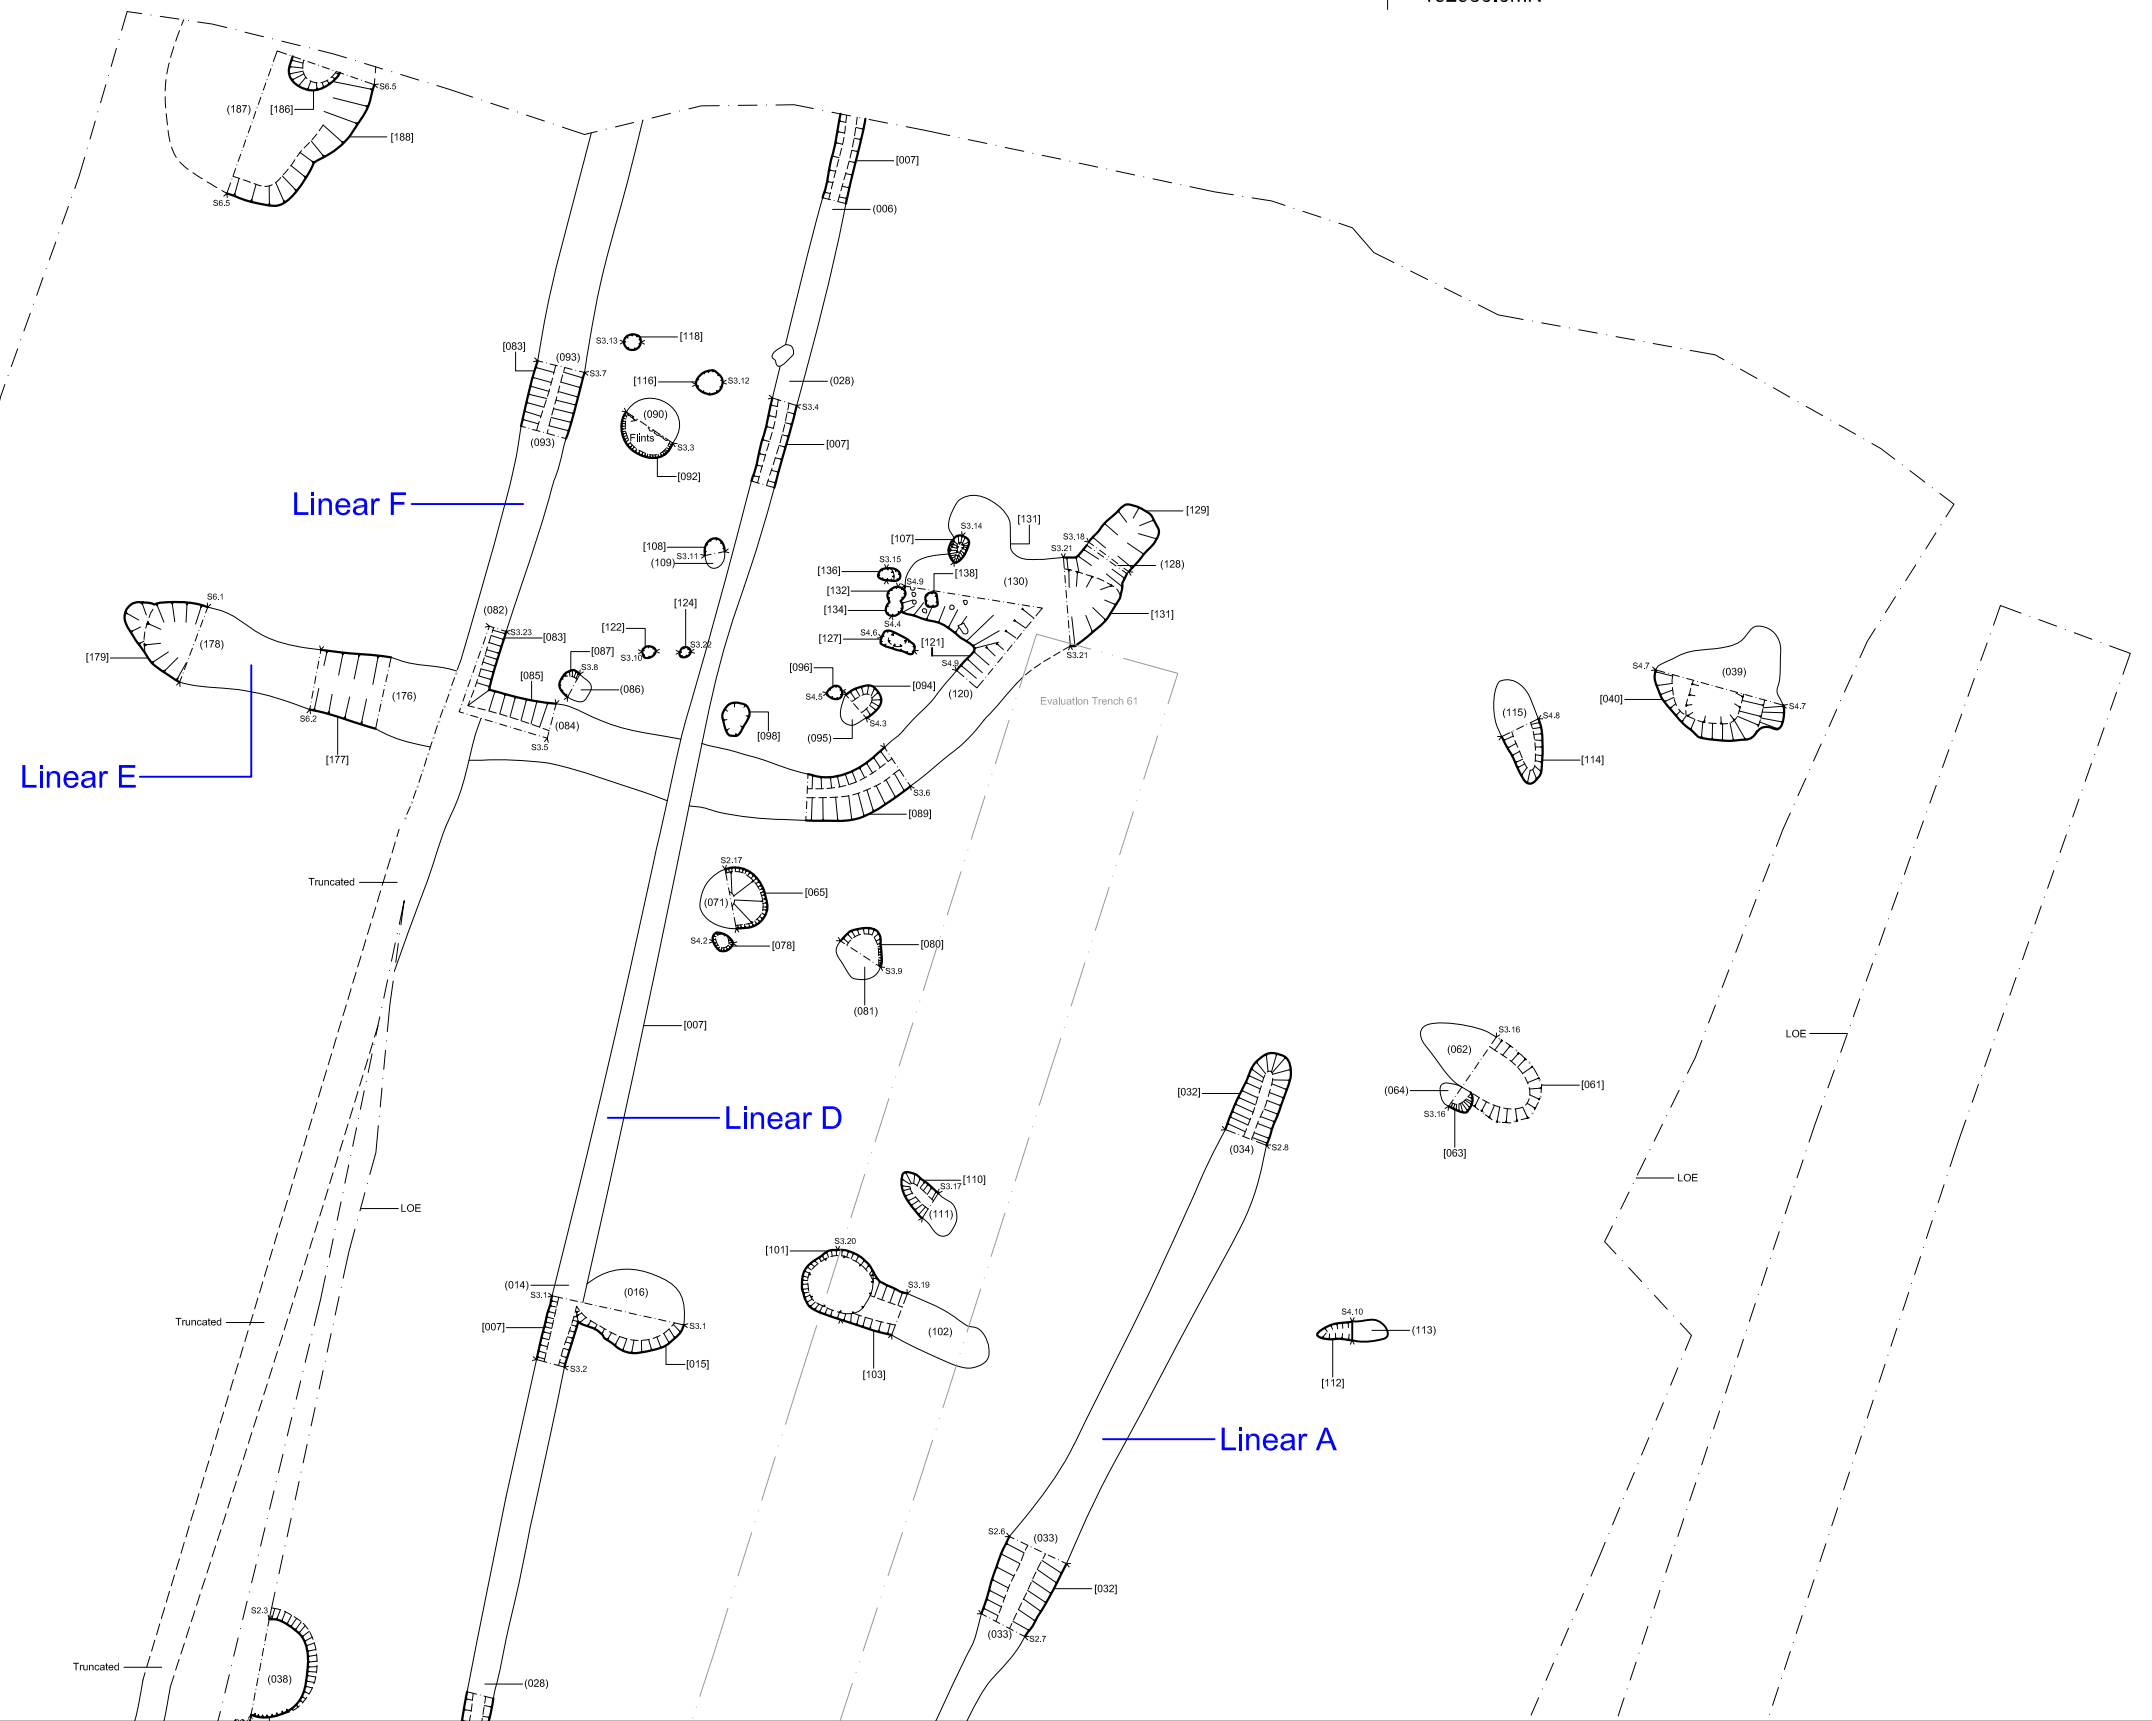 S6.5
(187)
[186]
[188]
S6.5
[007]
(006)
[118]
S3.13
[083]
(093)
S3.7
[116]
S3.12
(028)
(090)
S3.4
Flints
(093)
S3.3
[007]
[092]
Linear F
[129]
[131]
S3.14
[107]
S3.18
[108]
S3.11
S3.21
(109)
S3.15
(128)
[136]
[138]
S4.9
(130)
[132]
S6.1
[134]
(082)
[124]
[131]
S4.4
[122]
S3.23
[083]
S4.6
[127]
[121]
(178)
[087]
S3.10
S3.22
[179]
S3.21
S4.9
S3.8
[096]
[085]
(086)
[094]
(120)
S4.7
(039)
(176)
S4.5
Evaluation Trench 61
[040]
S4.7
S6.2
(084)
S4.3
(115)
S4.8
[098]
(095)
S3.5
[177]
[114]
Linear E
S3.6
[089]
S2.17
Truncated
[065]
(071)
S4.2
[078]
[080]
S3.9
(081)
[007]
S3.16
LOE
(062)
[032]
(064)
[061]
S3.16
Linear D
(034)
S2.8
[063]
[110]
LOE
S3.17
LOE
(111)
S3.20
[101]
(014)
S3.19
S3.1
(016)
S4.10
Truncated
[007]
S3.1
(102)
(113)
S3.2
[015]
[103]
[112]
Linear A
S2.6
(033)
[032]
S2.3
(033)
S2.7
Truncated
(038)
(028)